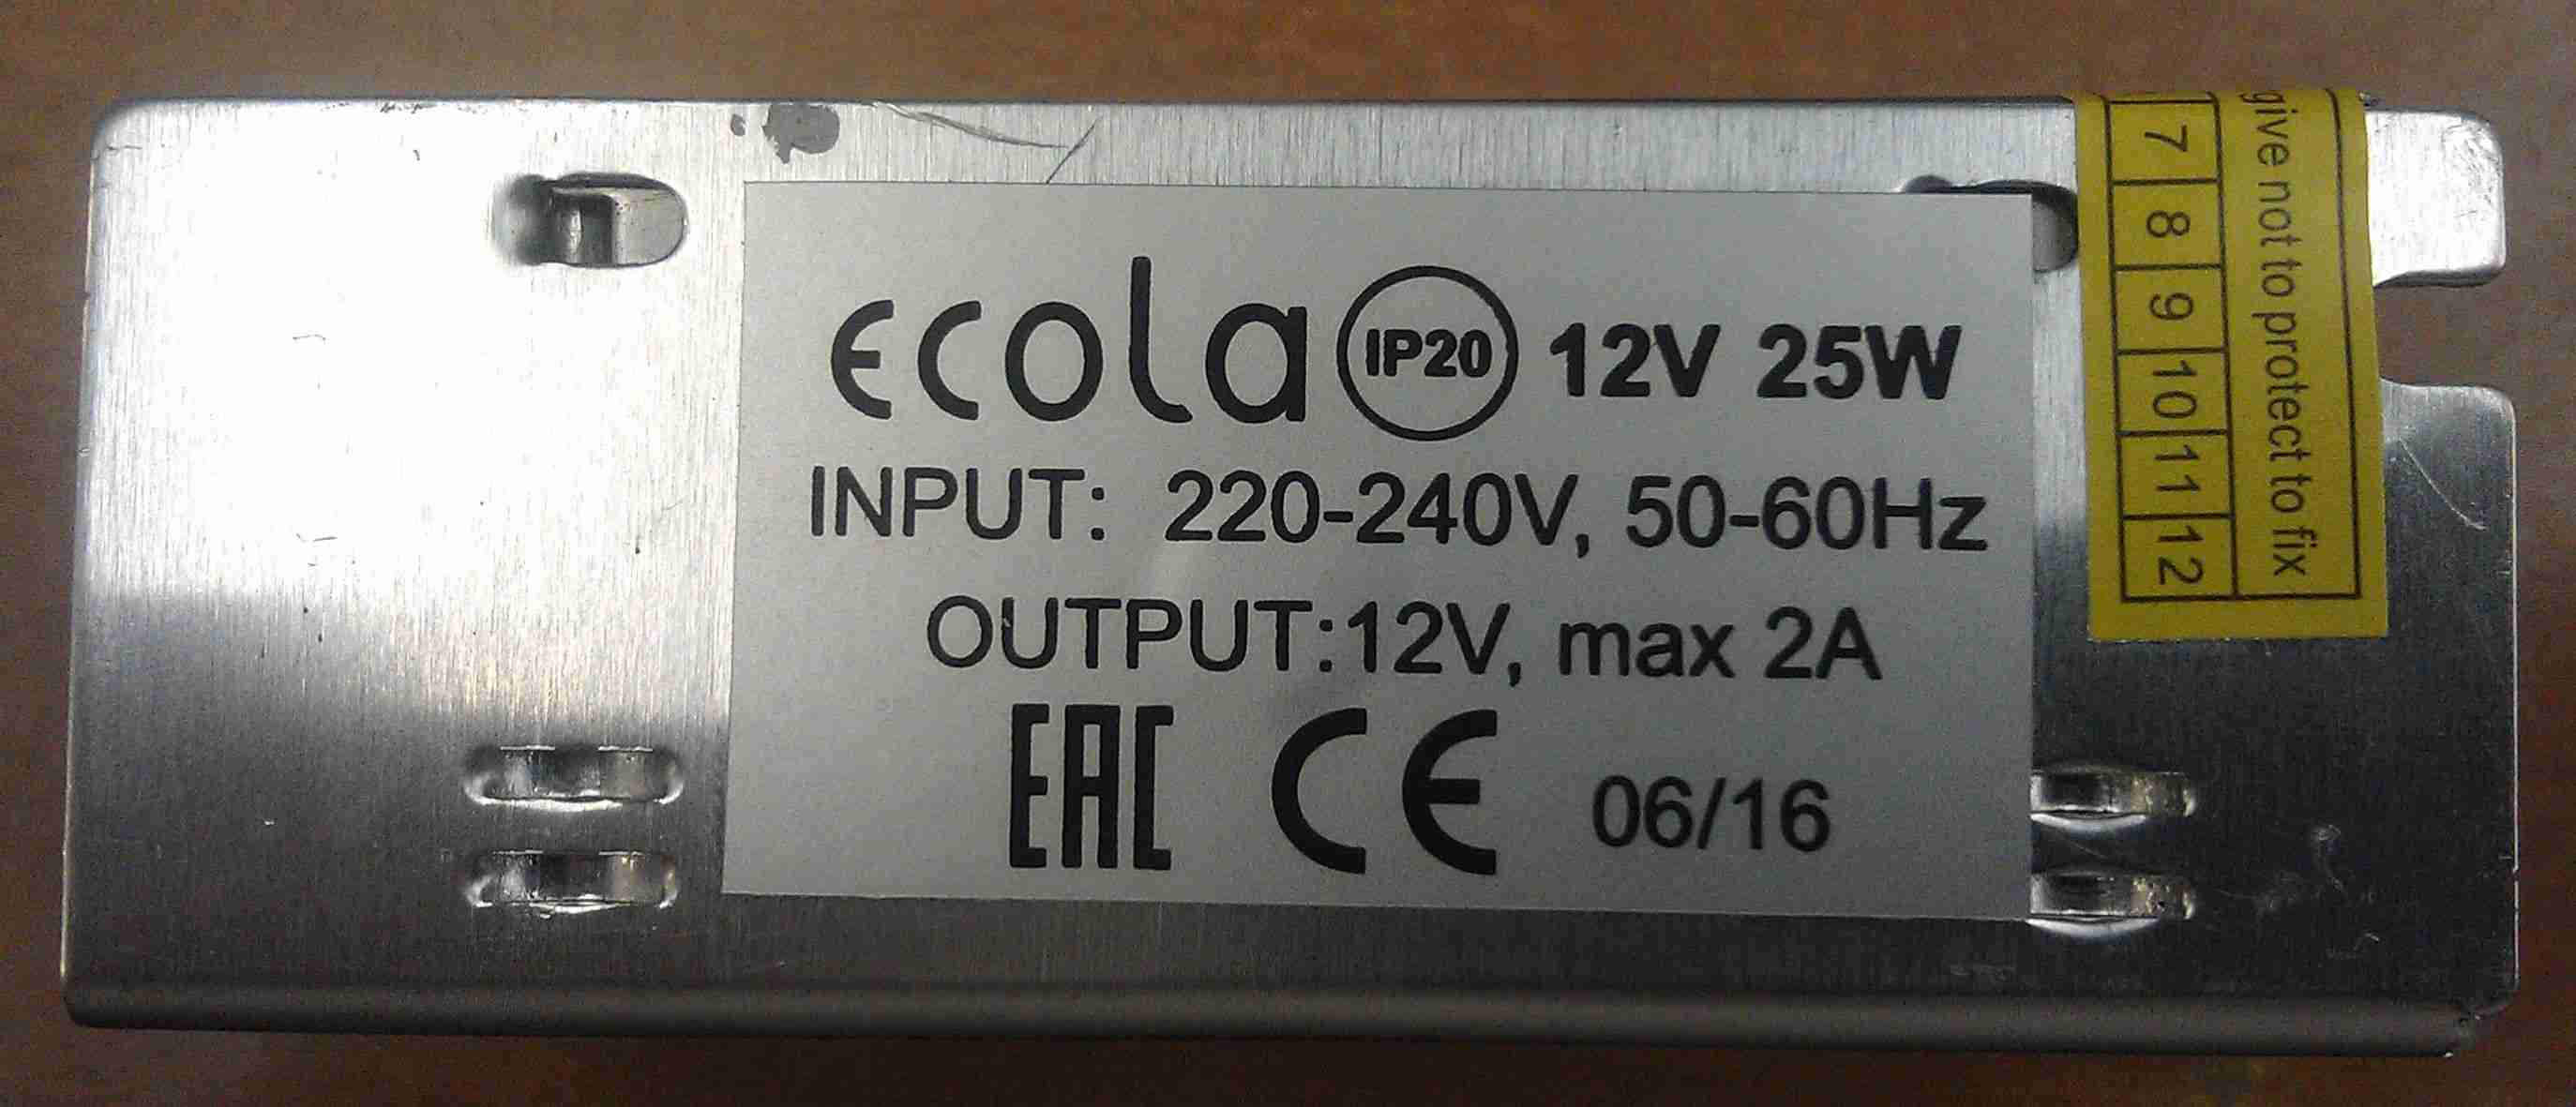 ecola IP20 12V 25W
INPUT: 220-240V, 50-60Hz
OUTPUT:12V, max 2A
EAC CE 06/16
give not to protect to fix
7 8 9 10 11 12